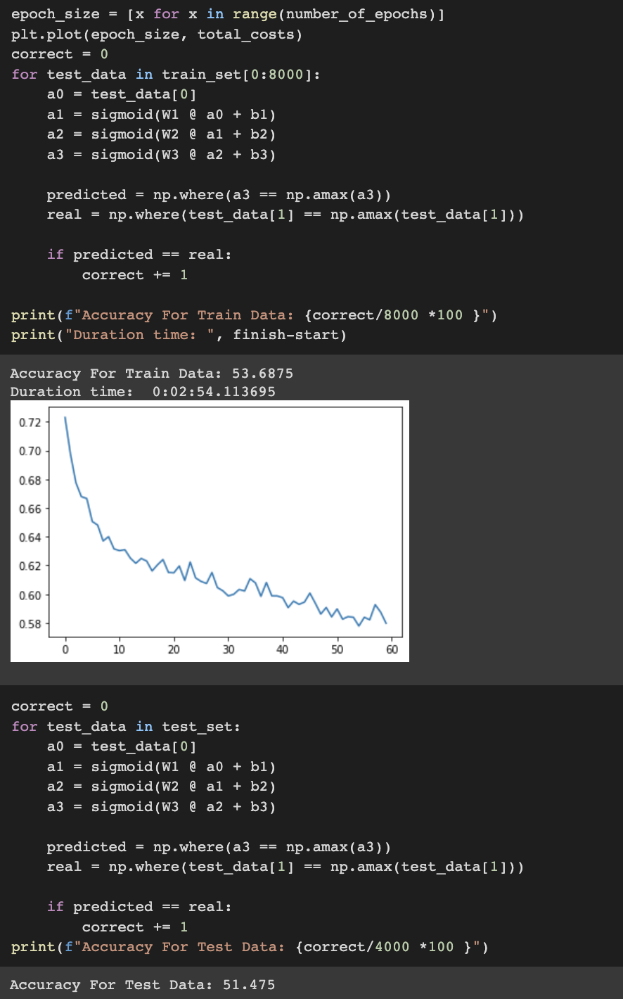 epoch_size = [x for x in range(number_of_epochs)]
plt.plot(epoch_size, total_costs)
correct = 0
for test_data in train_set[0:8000]:
    a0 = test_data[0]
    a1 = sigmoid(W1 @ a0 + b1)
    a2 = sigmoid(W2 @ a1 + b2)
    a3 = sigmoid(W3 @ a2 + b3)

    predicted = np.where(a3 == np.amax(a3))
    real = np.where(test_data[1] == np.amax(test_data[1]))

    if predicted == real:
        correct += 1

print(f"Accuracy For Train Data: {correct/8000 *100 }")
print("Duration time: ", finish-start)
Accuracy For Train Data: 53.6875
Duration time:  0:02:54.113695
0.72
0.70
0.68
0.66
0.64
0.62
0.60
0.58
0 10 20 30 40 50 60
correct = 0
for test_data in test_set:
    a0 = test_data[0]
    a1 = sigmoid(W1 @ a0 + b1)
    a2 = sigmoid(W2 @ a1 + b2)
    a3 = sigmoid(W3 @ a2 + b3)

    predicted = np.where(a3 == np.amax(a3))
    real = np.where(test_data[1] == np.amax(test_data[1]))

    if predicted == real:
        correct += 1
print(f"Accuracy For Test Data: {correct/4000 *100 }")
Accuracy For Test Data: 51.475